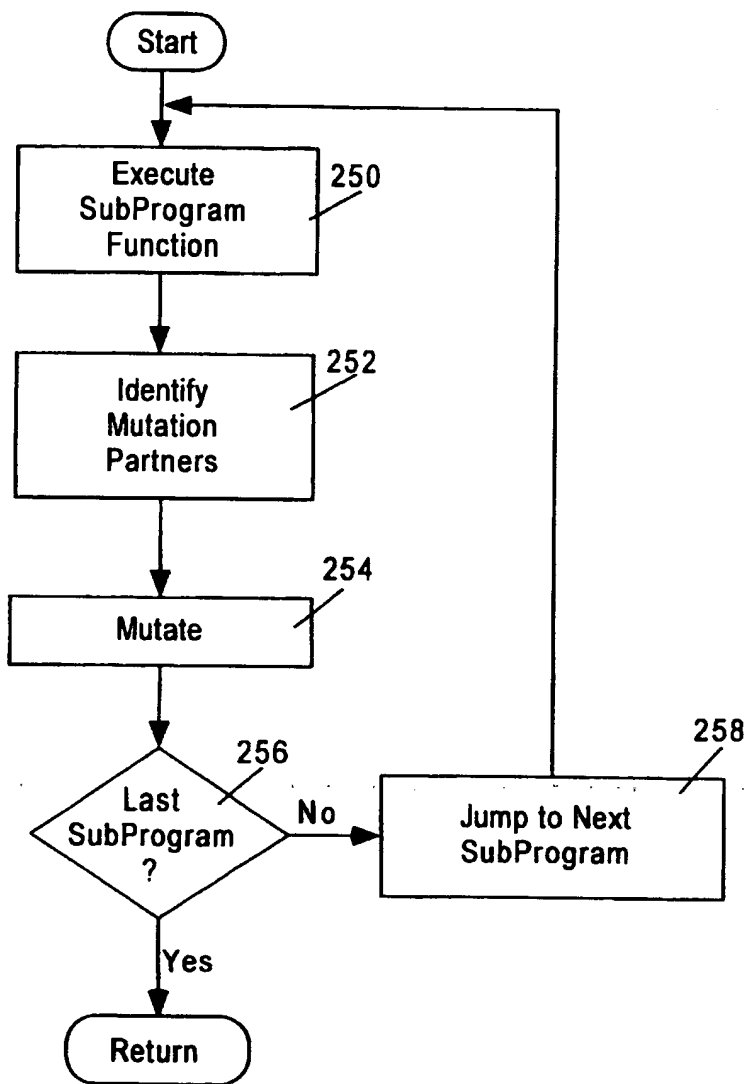 Start
Execute
SubProgram
Function
250
Identify
Mutation
Partners
252
Mutate
254
Last
SubProgram
?
256
No
Jump to Next
SubProgram
258
Yes
Return